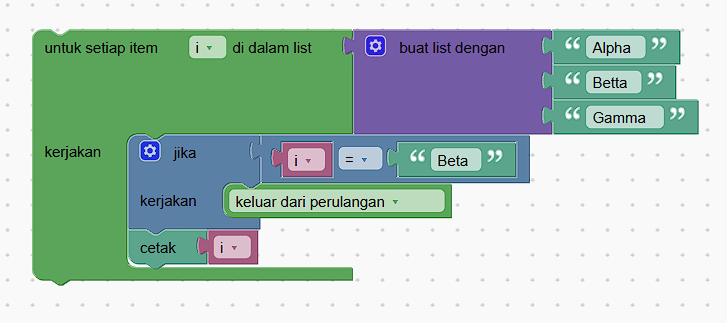 untuk setiap item i di dalam list buat list dengan “ Alpha ”
“ Betta ”
“ Gamma ”
kerjakan jika i = “ Beta ”
kerjakan keluar dari perulangan
cetak i